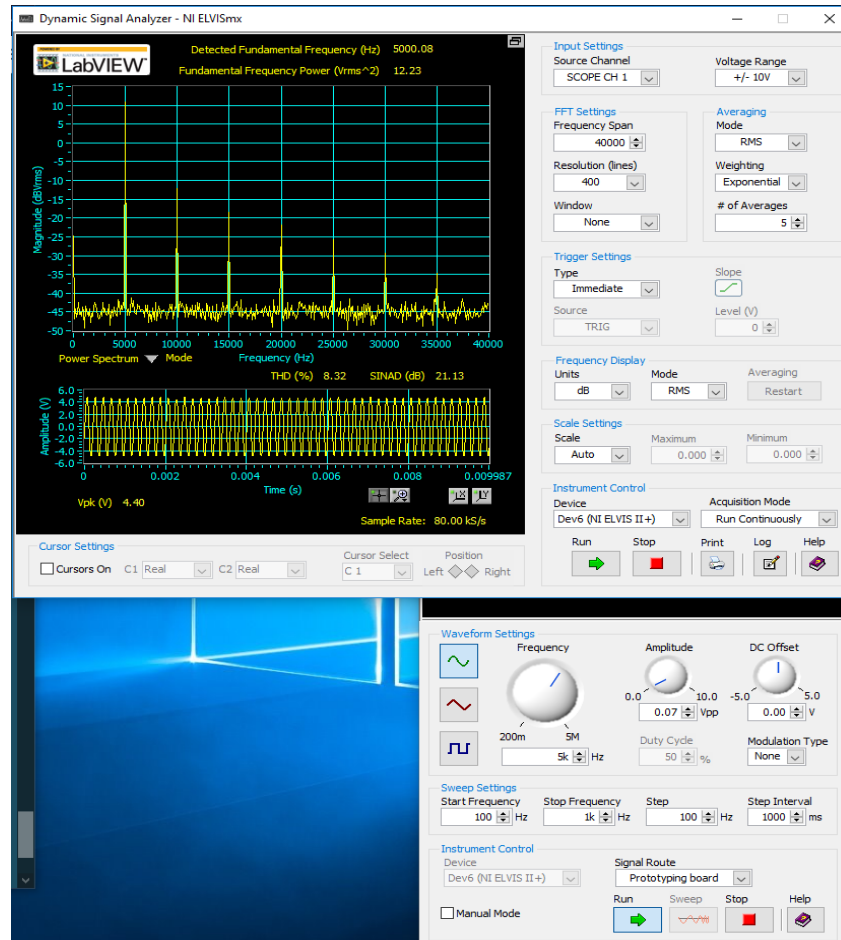 Dynamic Signal Analyzer - NI ELVISmx
LabVIEW
Detected Fundamental Frequency (Hz) 5000.08
Fundamental Frequency Power (Vrms^2) 12.23
15
10
5
0
-5
-10
-15
-20
-25
-30
-35
-40
-45
-50
Magnitude (dBVrms)
0 5000 10000 15000 20000 25000 30000 35000 40000
Power Spectrum Mode Frequency (Hz)
THD (%) 8.32 SINAD (dB) 21.13
6.0
4.0
2.0
0.0
-2.0
-4.0
-6.0
Amplitude (V)
0 0.002 0.004 0.006 0.008 0.009987
Time (s)
Vpk (V) 4.40
Sample Rate: 80.00 kS/s
Cursor Settings
Cursors On C1 Real C2 Real
Cursor Select
C 1
Position
Left Right
Input Settings
Source Channel Voltage Range
SCOPE CH 1 +/- 10V
FFT Settings
Frequency Span
40000
Resolution (lines)
400
Window
None
Averaging
Mode
RMS
Weighting
Exponential
# of Averages
5
Trigger Settings
Type Slope
Immediate
Source Level (V)
TRIG 0
Frequency Display
Units Mode Averaging
dB RMS Restart
Scale Settings
Scale Maximum Minimum
Auto 0.000 0.000
Instrument Control
Device Acquisition Mode
Dev6 (NI ELVIS II+) Run Continuously
Run Stop Print Log Help
Waveform Settings
Frequency Amplitude DC Offset
0.0 10.0 -5.0 5.0
0.07 Vpp 0.00 V
200m 5M
5k Hz
Duty Cycle Modulation Type
50 % None
Sweep Settings
Start Frequency Stop Frequency Step Step Interval
100 Hz 1k Hz 100 Hz 1000 ms
Instrument Control
Device Signal Route
Dev6 (NI ELVIS II+) Prototyping board
Run Sweep Stop Help
Manual Mode